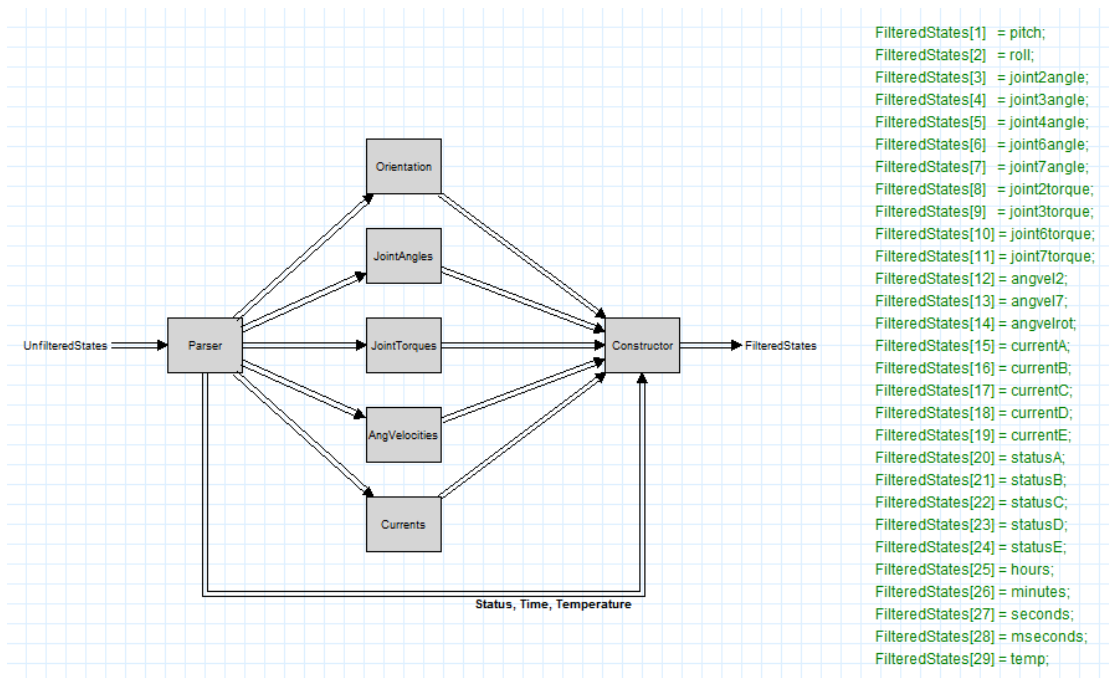 Orientation
JointAngles
UnfilteredStates
Parser
JointTorques
Constructor
FilteredStates
AngVelocities
Currents
Status, Time, Temperature
FilteredStates[1] = pitch;
FilteredStates[2] = roll;
FilteredStates[3] = joint2angle;
FilteredStates[4] = joint3angle;
FilteredStates[5] = joint4angle;
FilteredStates[6] = joint6angle;
FilteredStates[7] = joint7angle;
FilteredStates[8] = joint2torque;
FilteredStates[9] = joint3torque;
FilteredStates[10] = joint6torque;
FilteredStates[11] = joint7torque;
FilteredStates[12] = angvel2;
FilteredStates[13] = angvel7;
FilteredStates[14] = angvelrot;
FilteredStates[15] = currentA;
FilteredStates[16] = currentB;
FilteredStates[17] = currentC;
FilteredStates[18] = currentD;
FilteredStates[19] = currentE;
FilteredStates[20] = statusA;
FilteredStates[21] = statusB;
FilteredStates[22] = statusC;
FilteredStates[23] = statusD;
FilteredStates[24] = statusE;
FilteredStates[25] = hours;
FilteredStates[26] = minutes;
FilteredStates[27] = seconds;
FilteredStates[28] = mseconds;
FilteredStates[29] = temp;